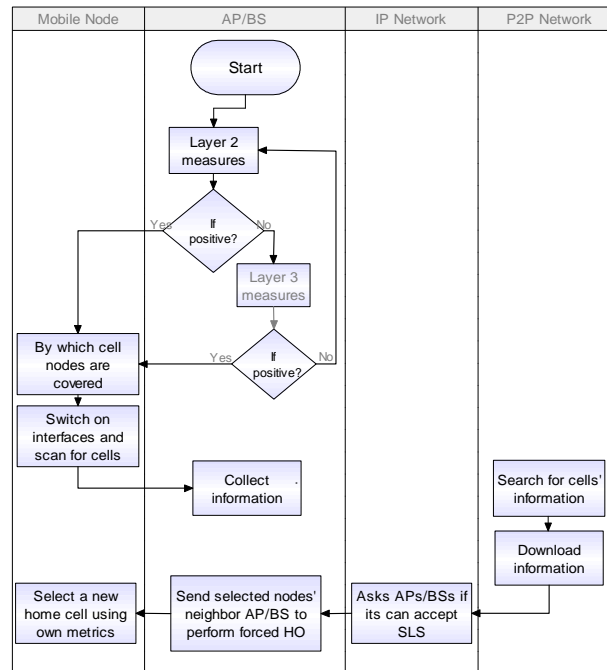 Mobile Node
AP/BS
IP Network
P2P Network
Start
Layer 2
measures
Yes
If
positive?
No
Layer 3
measures
By which cell
nodes are
covered
Yes
If
positive?
No
Switch on
interfaces and
scan for cells
Collect
information
.
Search for cells'
information
Download
information
Select a new
home cell using
own metrics
Send selected nodes'
neighbor AP/BS to
perform forced HO
Asks APs/BSs if
its can accept
SLS